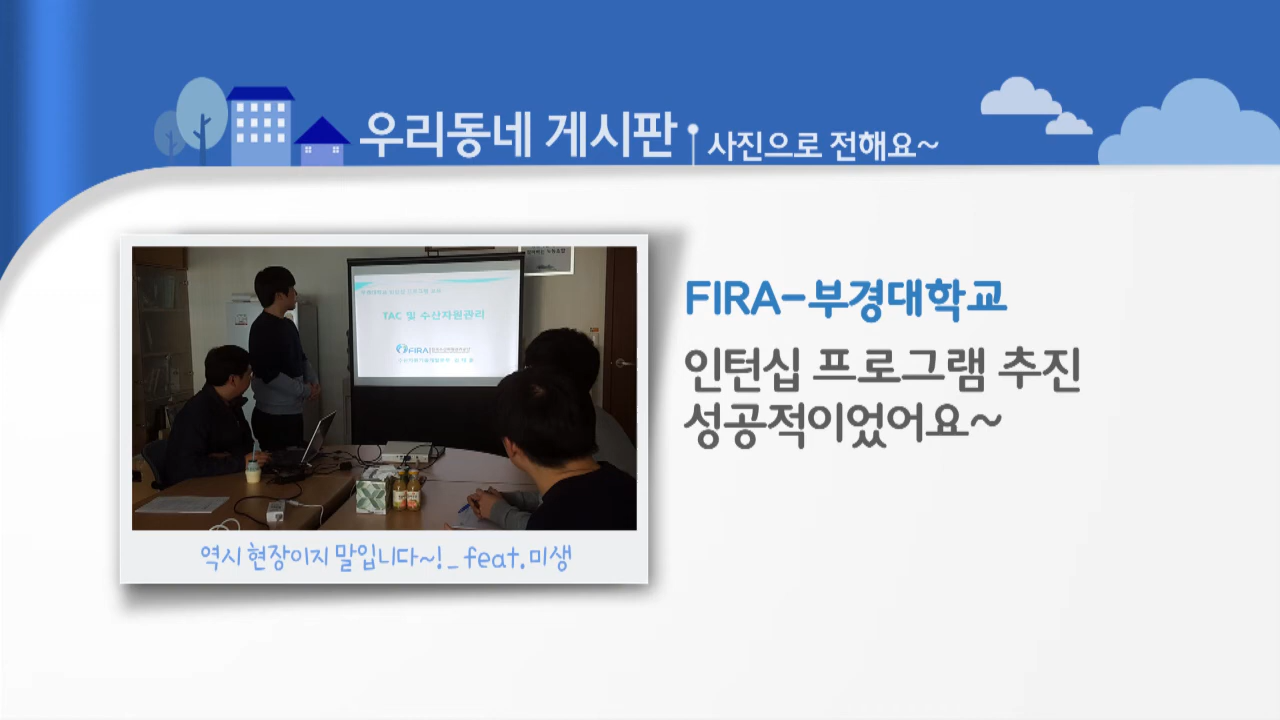 우리동네 게시판
사진으로 전해요~
TAC 및 수산자원관리
FIRA
FIRA-부경대학교
인턴십 프로그램 추진
성공적이었어요~
역시 현장이지 말입니다~!_ feat.미생